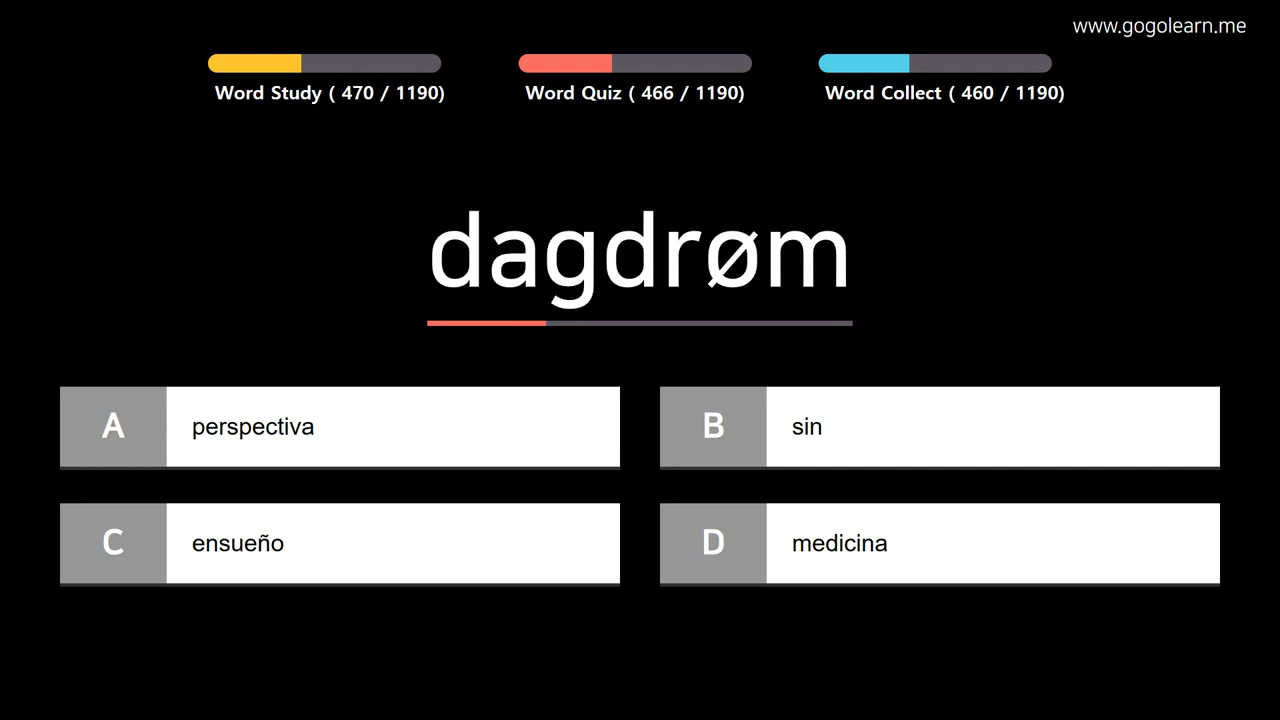 www.gogolearn.me
Word Study ( 470 / 1190)
Word Quiz ( 466 / 1190)
Word Collect ( 460 / 1190)
dagdrøm
A perspectiva
B sin
C ensueño
D medicina